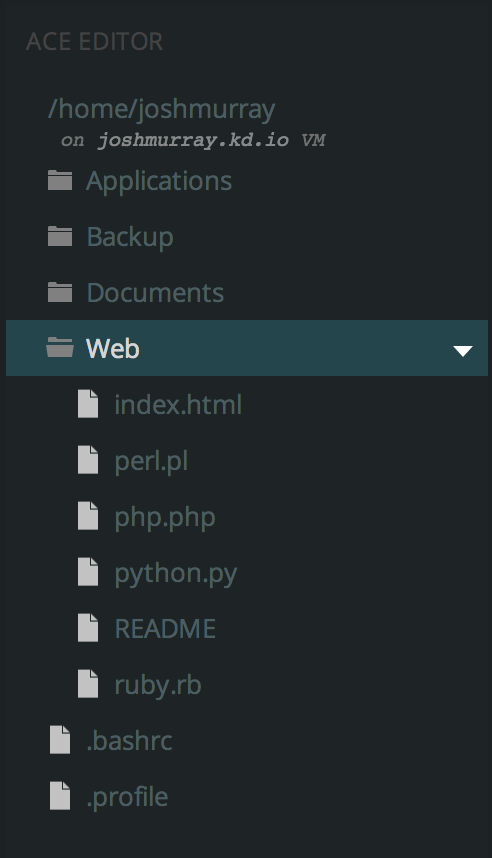 ACE EDITOR
/home/joshmurray
on joshmurray.kd.io VM
Applications
Backup
Documents
Web
index.html
perl.pl
php.php
python.py
README
ruby.rb
.bashrc
.profile